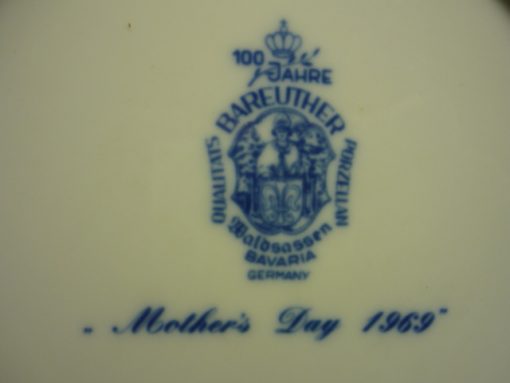 100
JAHRE
BAREUTHER
QUALITÄTS PORZELLAN
Waldsassen
BAVARIA
GERMANY
„ Mother's Day 1969"